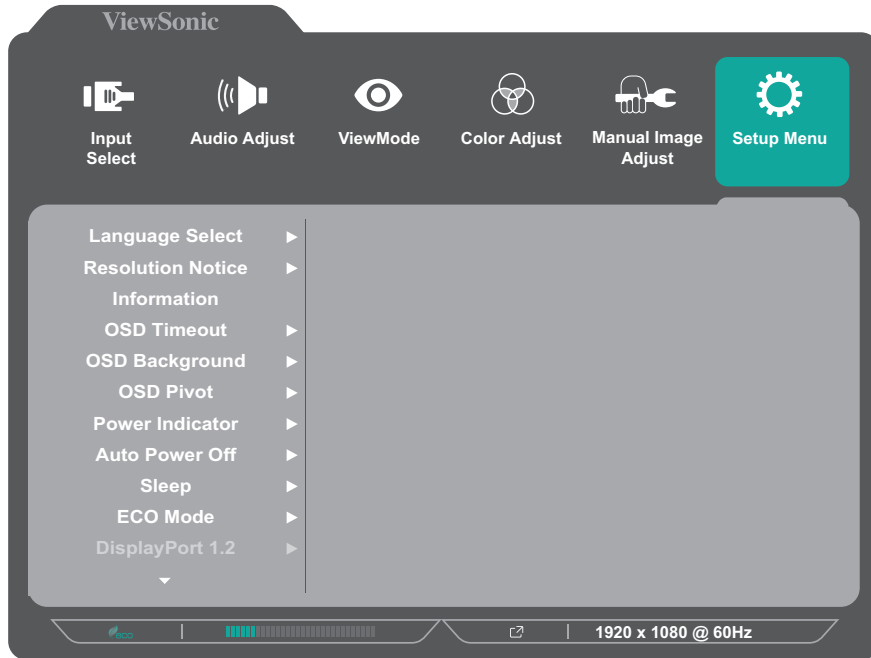 ViewSonic
Input
Select
Audio Adjust
ViewMode
Color Adjust
Manual Image
Adjust
Setup Menu
Language Select
Resolution Notice
Information
OSD Timeout
OSD Background
OSD Pivot
Power Indicator
Auto Power Off
Sleep
ECO Mode
DisplayPort 1.2
eco
1920 x 1080 @ 60Hz